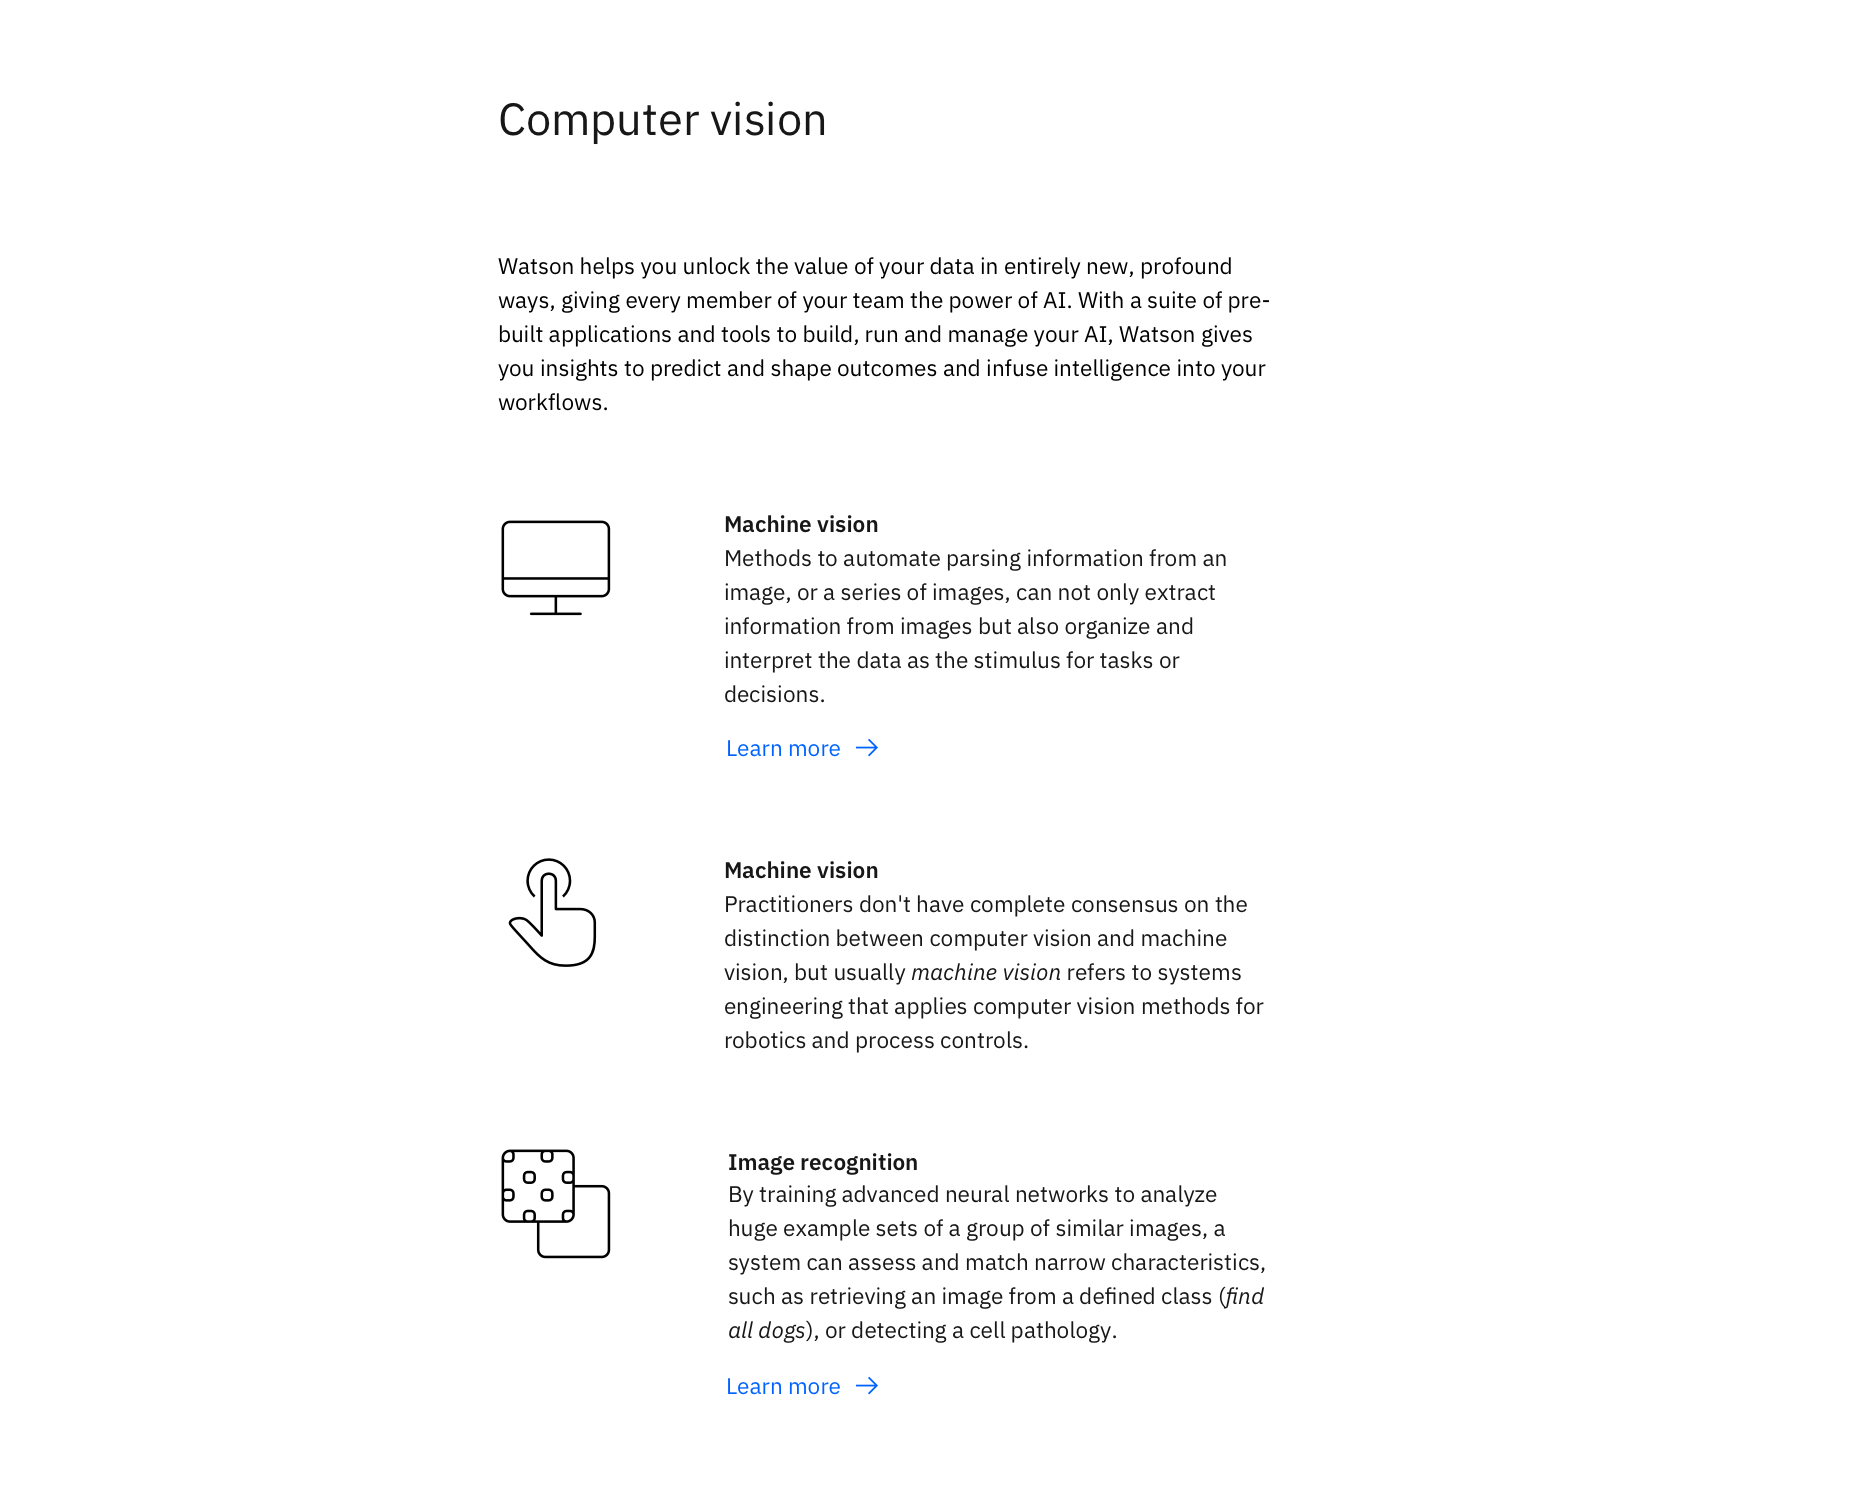 Computer vision
Watson helps you unlock the value of your data in entirely new, profound
ways, giving every member of your team the power of AI. With a suite of pre-
built applications and tools to build, run and manage your AI, Watson gives
you insights to predict and shape outcomes and infuse intelligence into your
workflows.
Machine vision
Methods to automate parsing information from an
image, or a series of images, can not only extract
information from images but also organize and
interpret the data as the stimulus for tasks or
decisions.
Learn more
Machine vision
Practitioners don't have complete consensus on the
distinction between computer vision and machine
vision, but usually machine vision refers to systems
engineering that applies computer vision methods for
robotics and process controls.
Image recognition
By training advanced neural networks to analyze
huge example sets of a group of similar images, a
system can assess and match narrow characteristics,
such as retrieving an image from a defined class (find
all dogs), or detecting a cell pathology.
Learn more